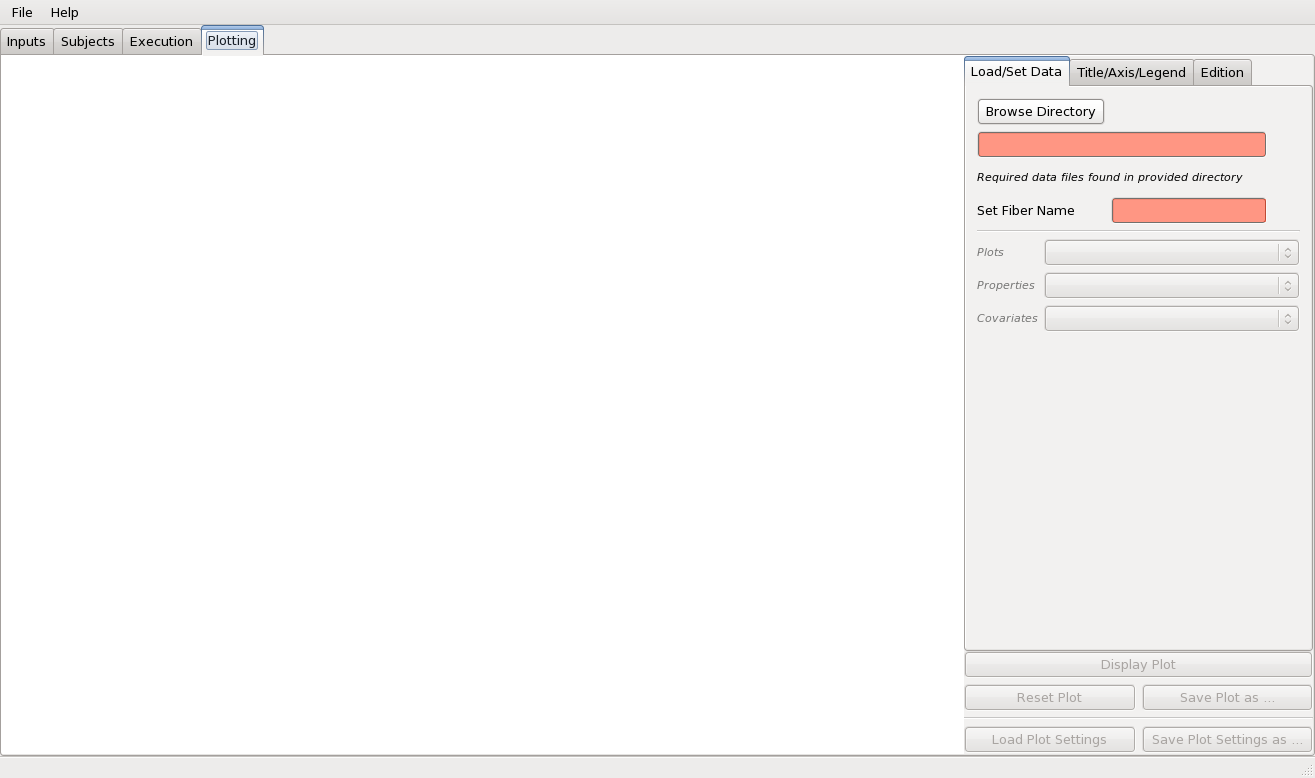 File Help
Inputs Subjects Execution Plotting
Load/Set Data Title/Axis/Legend Edition
Browse Directory
Required data files found in provided directory
Set Fiber Name
Plots
Properties
Covariates
Display Plot
Reset Plot Save Plot as ...
Load Plot Settings Save Plot Settings as ...